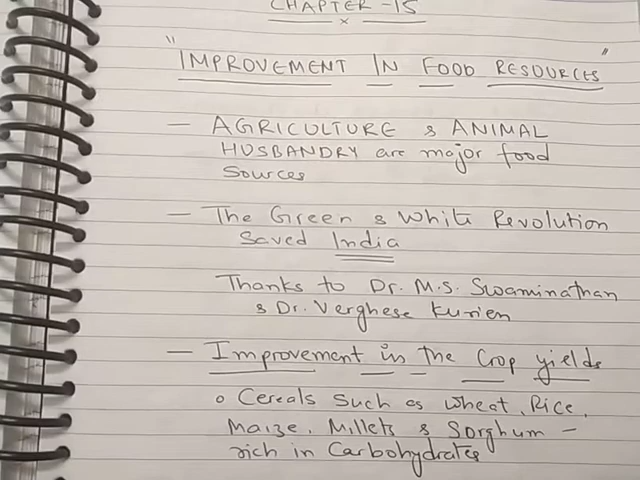 CHAPTER-15
x
"IMPROVEMENT IN FOOD RESOURCES"
- AGRICULTURE & ANIMAL
HUSBANDRY are major food
Sources
- The Green & White Revolution
Saved India
Thanks to Dr. M.S. Swaminathan
& Dr. Verghese Kurien
- Improvement in the Crop yields
o Cereals such as wheat, Rice,
Maize, Millets & Sorghum -
rich in Carbohydrates